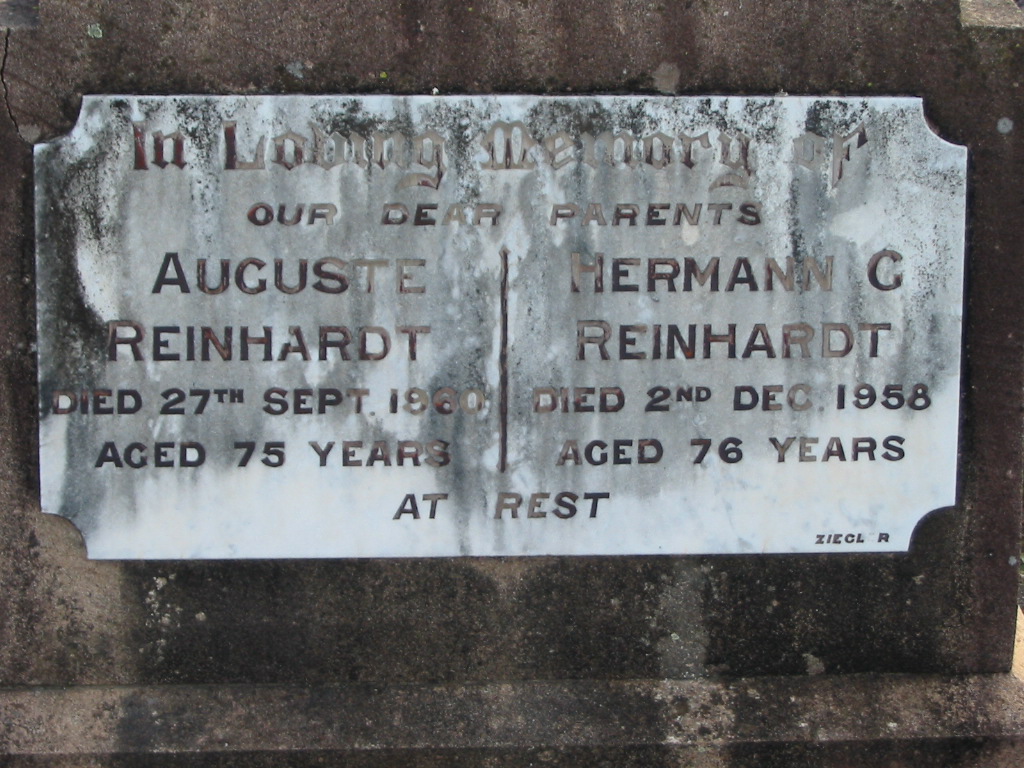 In Loving Memory of
OUR DEAR PARENTS
AUGUSTE
REINHARDT
DIED 27TH SEPT. 1960
AGED 75 YEARS
HERMANN G
REINHARDT
DIED 2ND DEC. 1958
AGED 76 YEARS
AT REST
ZIEGLER